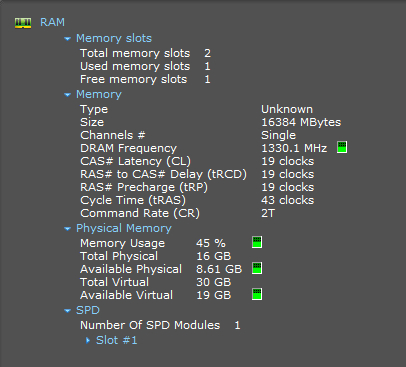 RAM
Memory slots
Total memory slots 2
Used memory slots 1
Free memory slots 1
Memory
Type Unknown
Size 16384 MBytes
Channels # Single
DRAM Frequency 1330.1 MHz
CAS# Latency (CL) 19 clocks
RAS# to CAS# Delay (tRCD) 19 clocks
RAS# Precharge (tRP) 19 clocks
Cycle Time (tRAS) 43 clocks
Command Rate (CR) 2T
Physical Memory
Memory Usage 45 %
Total Physical 16 GB
Available Physical 8.61 GB
Total Virtual 30 GB
Available Virtual 19 GB
SPD
Number Of SPD Modules 1
Slot #1